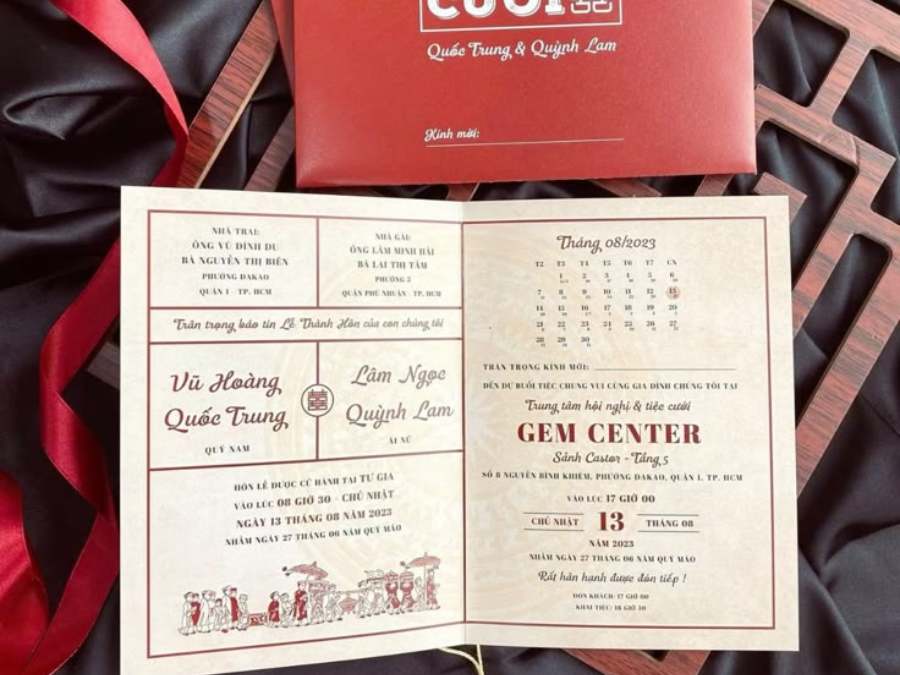 CƯỚI 囍
Quốc Trung & Quỳnh Lam
Kính mời:
NHÀ TRAI:
ÔNG VŨ ĐÌNH DU
BÀ NGUYỄN THỊ BIÊN
PHƯỜNG ĐAKAO
QUẬN 1 - TP. HCM
NHÀ GÁI:
ÔNG LÂM MINH HẢI
BÀ LẠI THỊ TÂM
PHƯỜNG 5
QUẬN PHÚ NHUẬN - TP. HCM
Trân trọng báo tin Lễ Thành Hôn của con chúng tôi
Vũ Hoàng
Quốc Trung
QUÝ NAM
囍
Lâm Ngọc
Quỳnh Lam
ÁI NỮ
HÔN LỄ ĐƯỢC CỬ HÀNH TẠI TƯ GIA
VÀO LÚC 08 GIỜ 30 - CHỦ NHẬT
NGÀY 13 THÁNG 08 NĂM 2023
NHẰM NGÀY 27 THÁNG 06 NĂM QUÝ MÃO
Tháng 08/2023
T2 T3 T4 T5 T6 T7 CN
1 2 3 4 5 6
7 8 9 10 11 12 13
14 15 16 17 18 19 20
21 22 23 24 25 26 27
28 29 30
TRÂN TRỌNG KÍNH MỜI:
ĐẾN DỰ BUỔI TIỆC CHUNG VUI CÙNG GIA ĐÌNH CHÚNG TÔI TẠI
Trung tâm hội nghị & tiệc cưới
GEM CENTER
Sảnh Castor - Tầng 5
SỐ 8 NGUYỄN BỈNH KHIÊM, PHƯỜNG ĐAKAO, QUẬN 1, TP. HCM
VÀO LÚC 17 GIỜ 00
CHỦ NHẬT 13 THÁNG 08
NĂM 2023
NHẰM NGÀY 27 THÁNG 06 NĂM QUÝ MÃO
Rất hân hạnh được đón tiếp !
ĐÓN KHÁCH: 17 GIỜ 00
KHAI TIỆC: 18 GIỜ 30